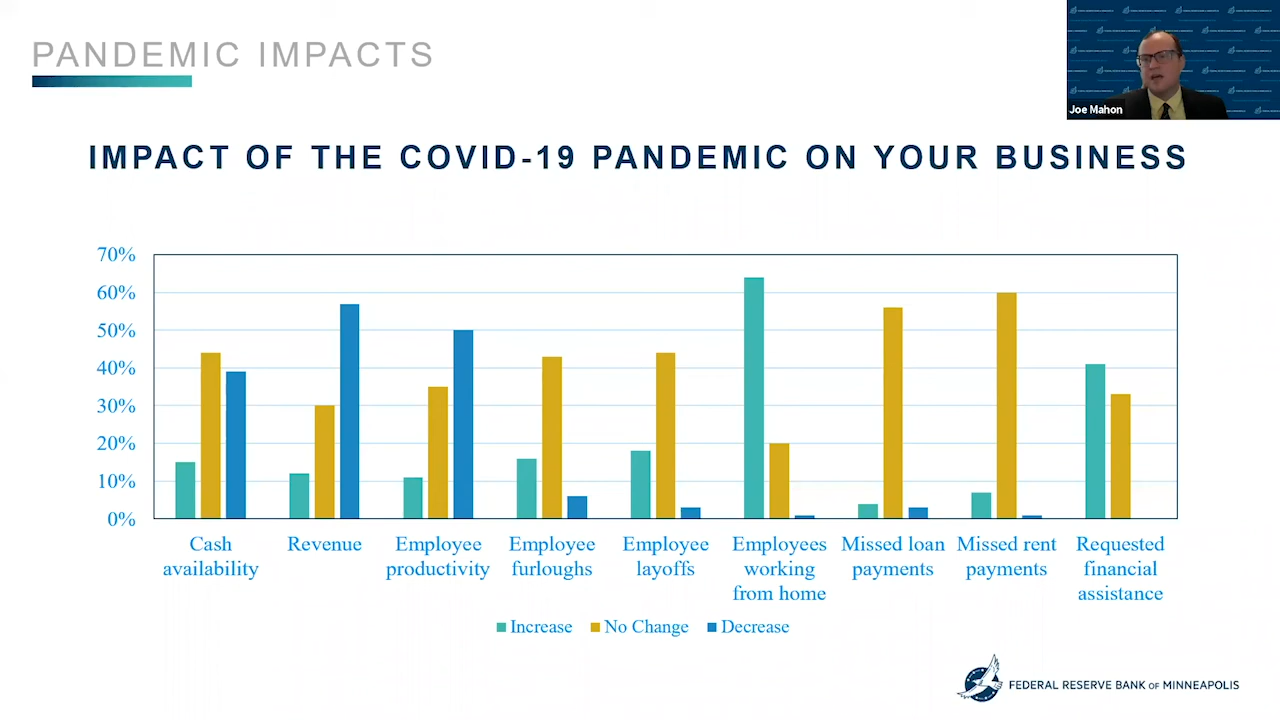 PANDEMIC IMPACTS
Joe Mahon
IMPACT OF THE COVID-19 PANDEMIC ON YOUR BUSINESS
70%
60%
50%
40%
30%
20%
10%
0%
Cash availability
Revenue
Employee productivity
Employee furloughs
Employee layoffs
Employees working from home
Missed loan payments
Missed rent payments
Requested financial assistance
Increase No Change Decrease
FEDERAL RESERVE BANK OF MINNEAPOLIS